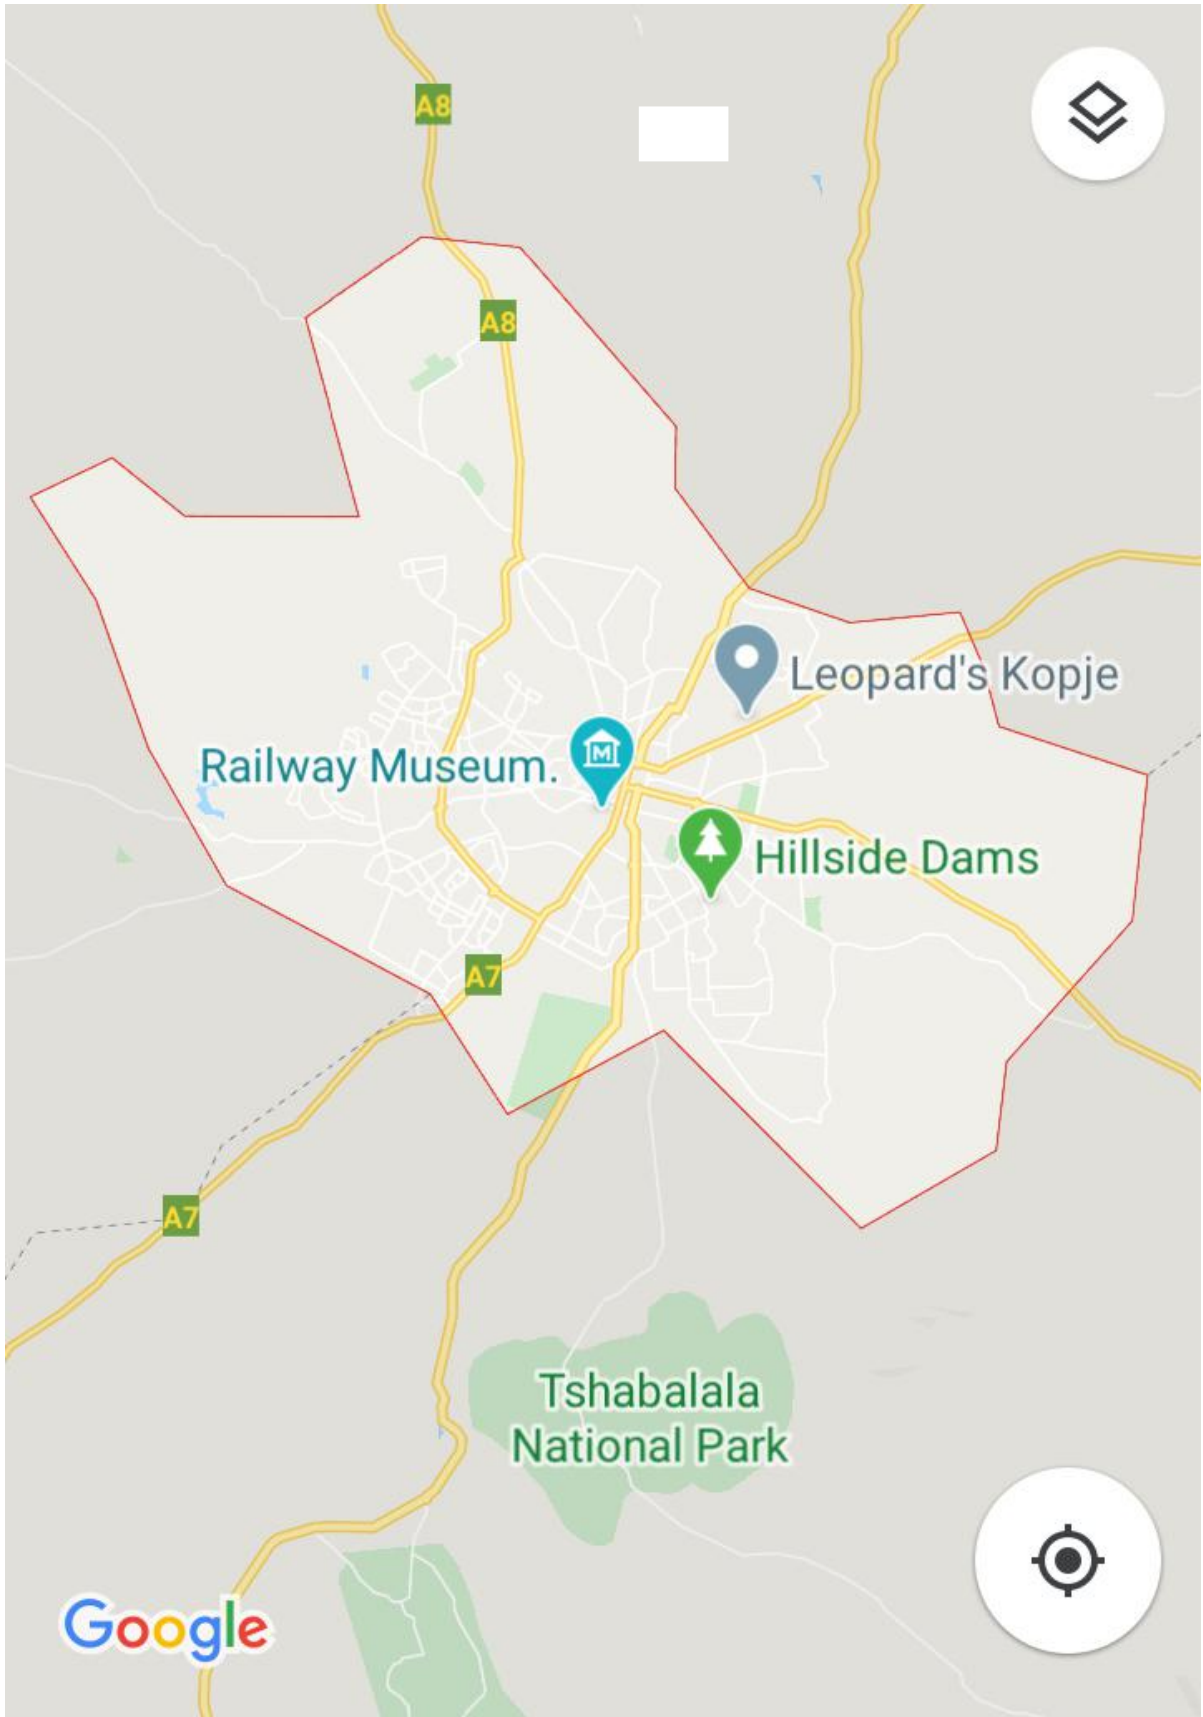 A8
A8
Leopard's Kopje
Railway Museum.
Hillside Dams
A7
A7
Tshabalala
National Park
Google